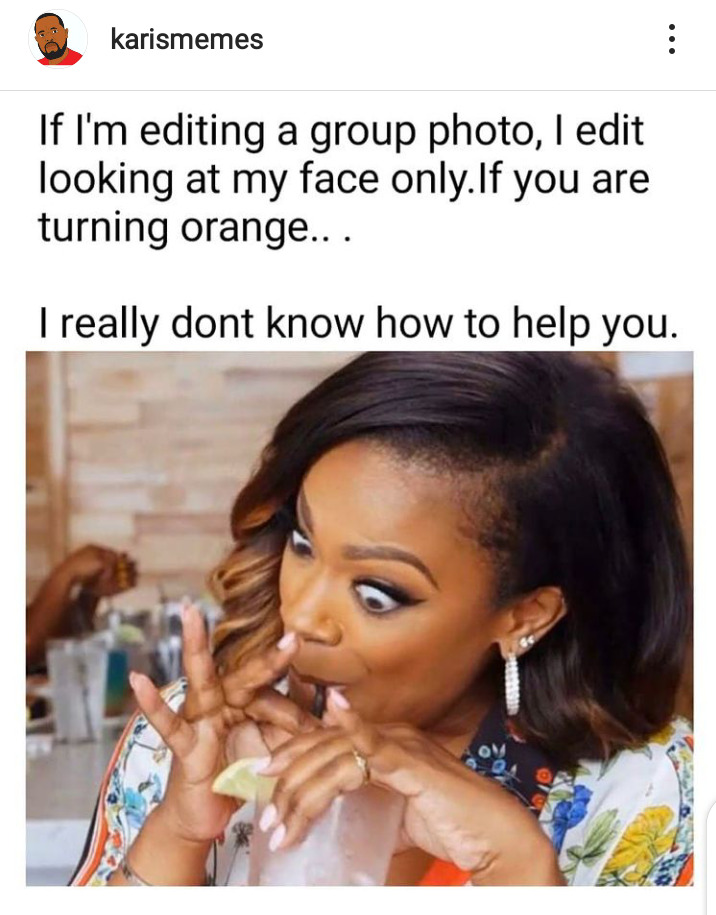 karismemes
If I'm editing a group photo, I edit
looking at my face only.If you are
turning orange.. .
I really dont know how to help you.